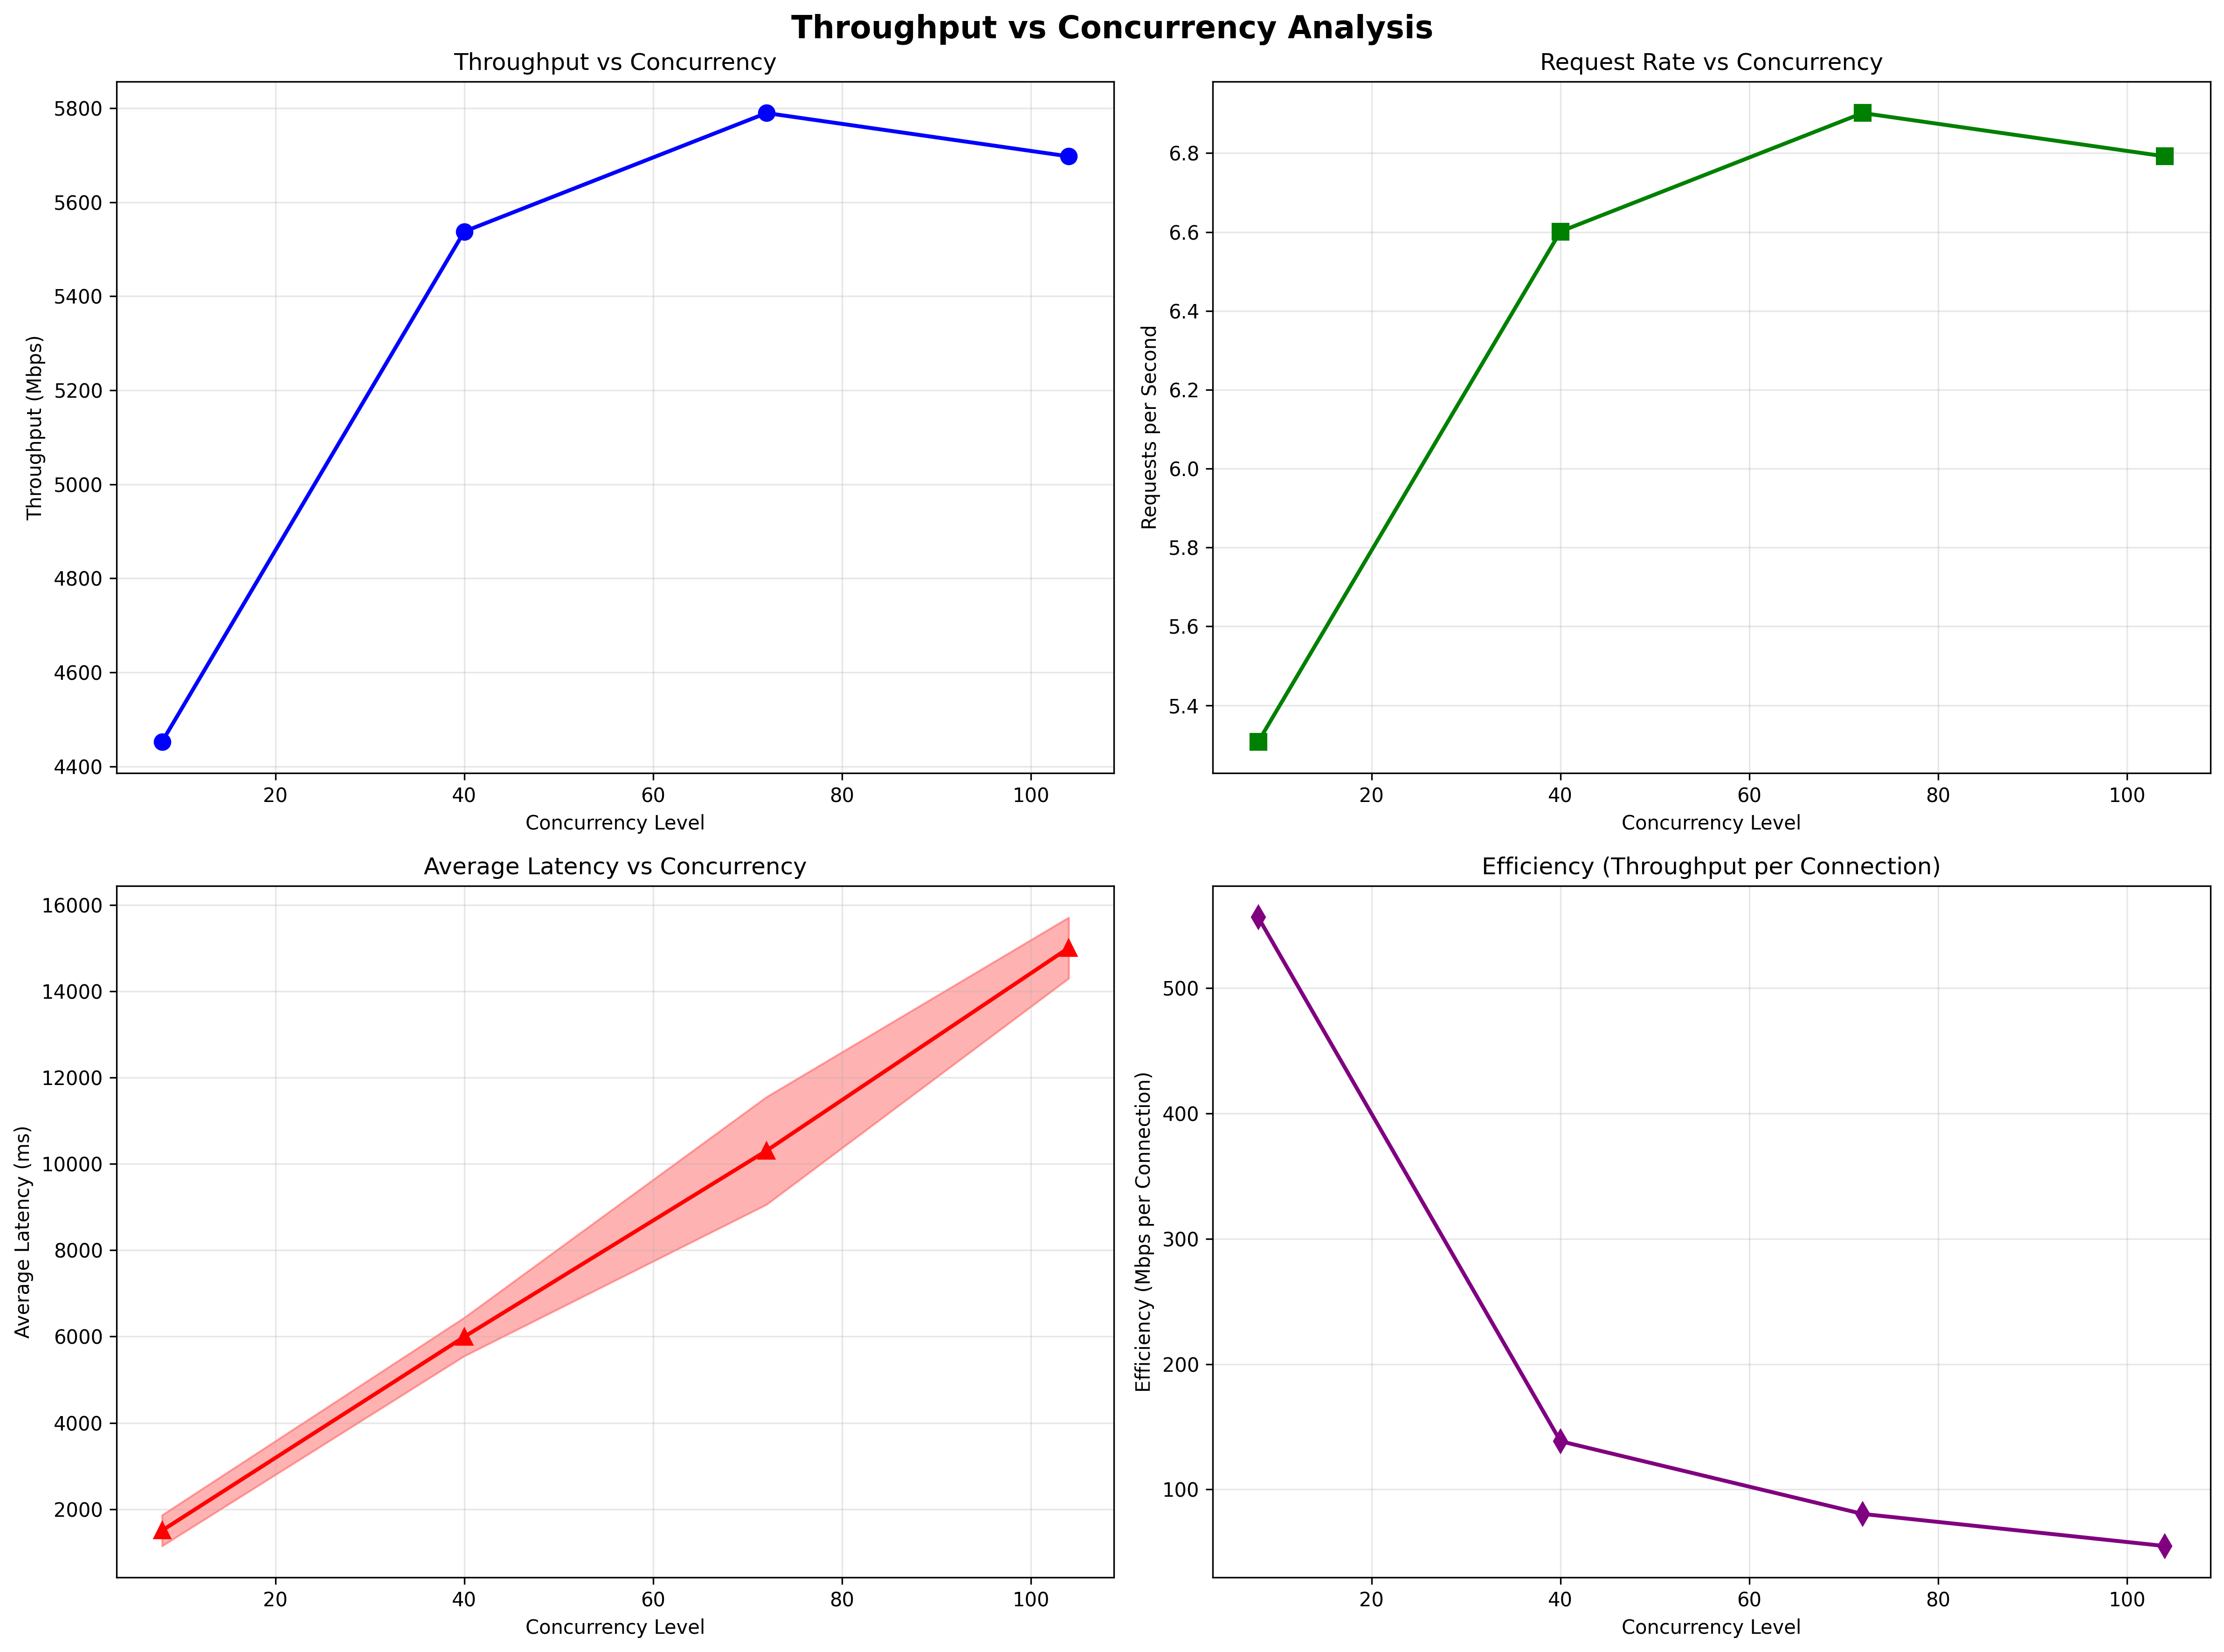 Throughput vs Concurrency Analysis
Throughput vs Concurrency
Throughput (Mbps)
5800
5600
5400
5200
5000
4800
4600
4400
20 40 60 80 100
Concurrency Level
Request Rate vs Concurrency
Requests per Second
6.8
6.6
6.4
6.2
6.0
5.8
5.6
5.4
20 40 60 80 100
Concurrency Level
Average Latency vs Concurrency
Average Latency (ms)
16000
14000
12000
10000
8000
6000
4000
2000
20 40 60 80 100
Concurrency Level
Efficiency (Throughput per Connection)
Efficiency (Mbps per Connection)
500
400
300
200
100
20 40 60 80 100
Concurrency Level